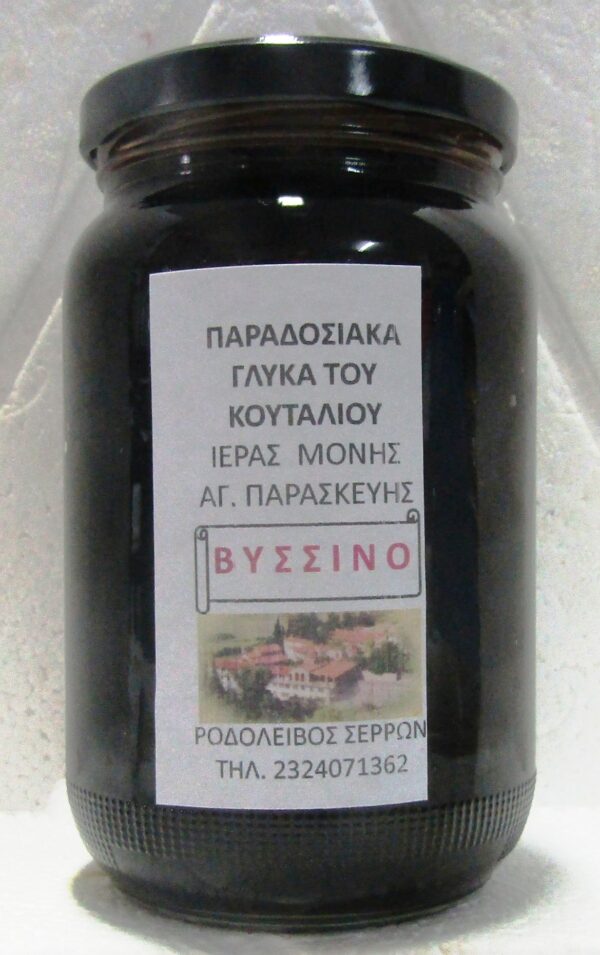 ΠΑΡΑΔΟΣΙΑΚΑ
ΓΛΥΚΑ ΤΟΥ
ΚΟΥΤΑΛΙΟΥ
ΙΕΡΑΣ ΜΟΝΗΣ
ΑΓ. ΠΑΡΑΣΚΕΥΗΣ
ΒΥΣΣΙΝΟ
ΡΟΔΟΛΕΙΒΟΣ ΣΕΡΡΩΝ
ΤΗΛ. 2324071362